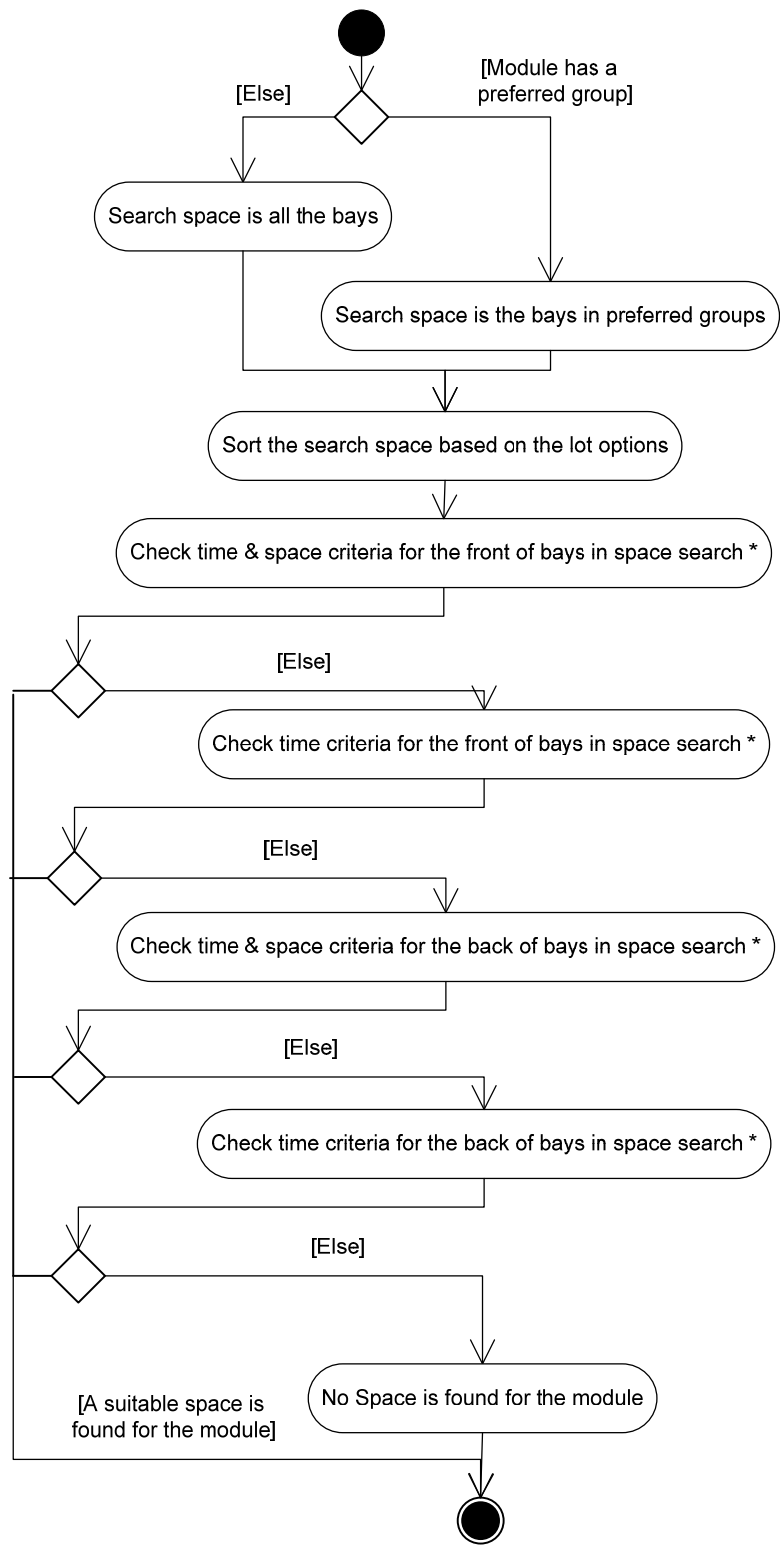 [Module has a
preferred group]
[Else]
Search space is all the bays
Search space is the bays in preferred groups
Sort the search space based on the lot options
Check time & space criteria for the front of bays in space search *
[Else]
Check time criteria for the front of bays in space search *
[Else]
Check time & space criteria for the back of bays in space search *
[Else]
Check time criteria for the back of bays in space search *
[Else]
No Space is found for the module
[A suitable space is
found for the module]